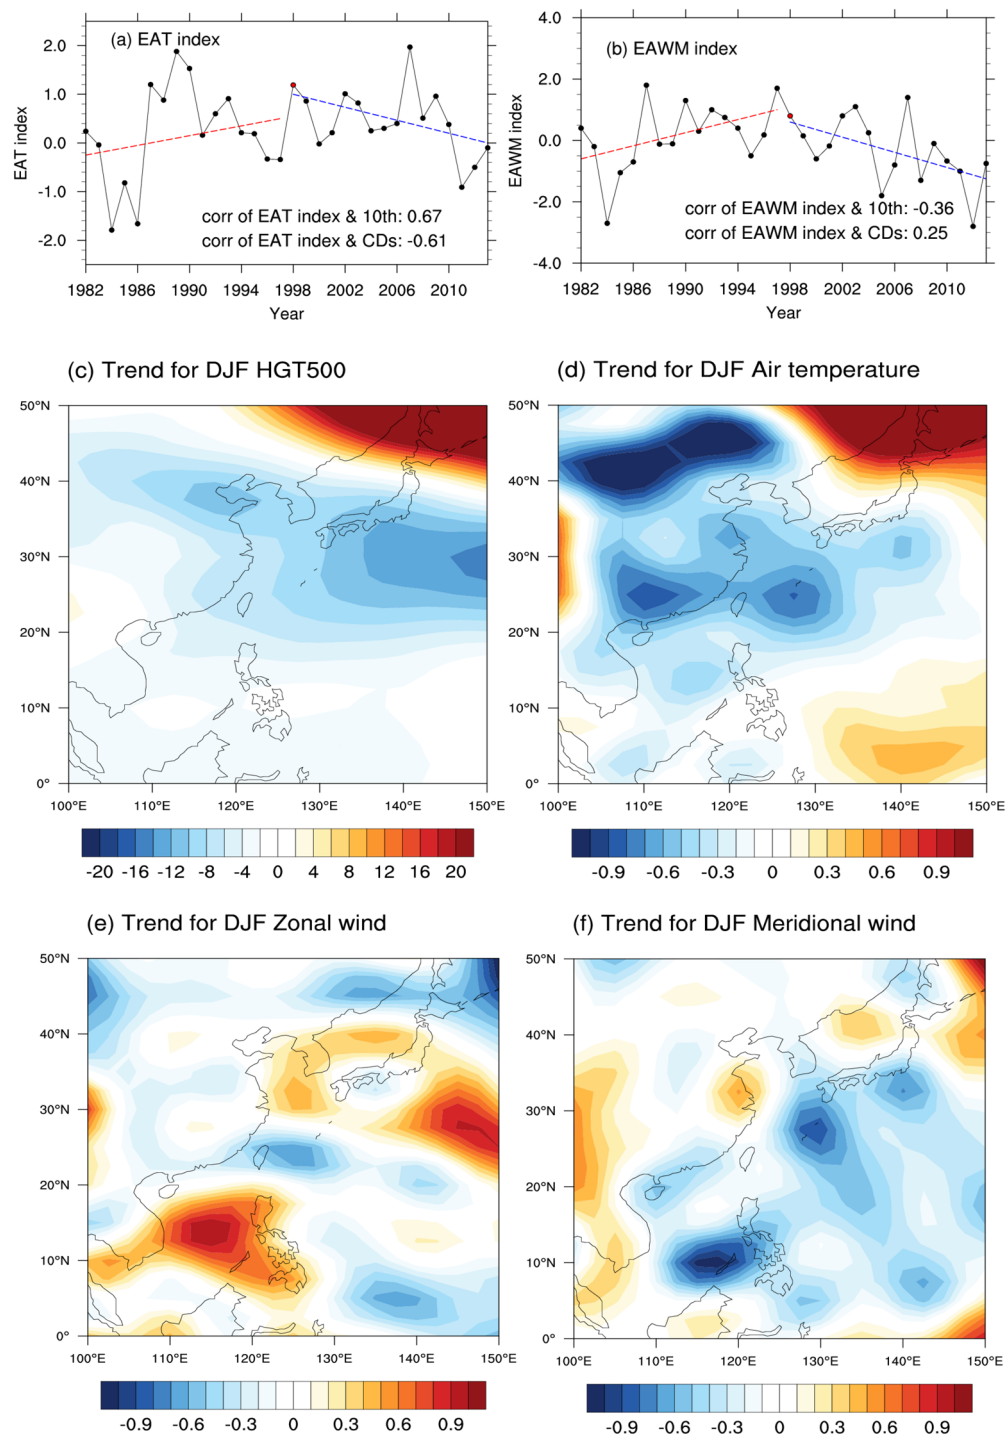 (a) EAT index
2.0
1.0
0.0
-1.0
-2.0
EAT index
corr of EAT index & 10th: 0.67
corr of EAT index & CDs: -0.61
1982 1986 1990 1994 1998 2002 2006 2010
Year
(b) EAWM index
4.0
2.0
0.0
-2.0
-4.0
EAWM index
corr of EAWM index & 10th: -0.36
corr of EAWM index & CDs: 0.25
1982 1986 1990 1994 1998 2002 2006 2010
Year
(c) Trend for DJF HGT500
50°N
40°N
30°N
20°N
10°N
0°
100°E 110°E 120°E 130°E 140°E 150°E
-20 -16 -12 -8 -4 0 4 8 12 16 20
(d) Trend for DJF Air temperature
50°N
40°N
30°N
20°N
10°N
0°
100°E 110°E 120°E 130°E 140°E 150°E
-0.9 -0.6 -0.3 0 0.3 0.6 0.9
(e) Trend for DJF Zonal wind
50°N
40°N
30°N
20°N
10°N
0°
100°E 110°E 120°E 130°E 140°E 150°E
-0.9 -0.6 -0.3 0 0.3 0.6 0.9
(f) Trend for DJF Meridional wind
50°N
40°N
30°N
20°N
10°N
0°
100°E 110°E 120°E 130°E 140°E 150°E
-0.9 -0.6 -0.3 0 0.3 0.6 0.9